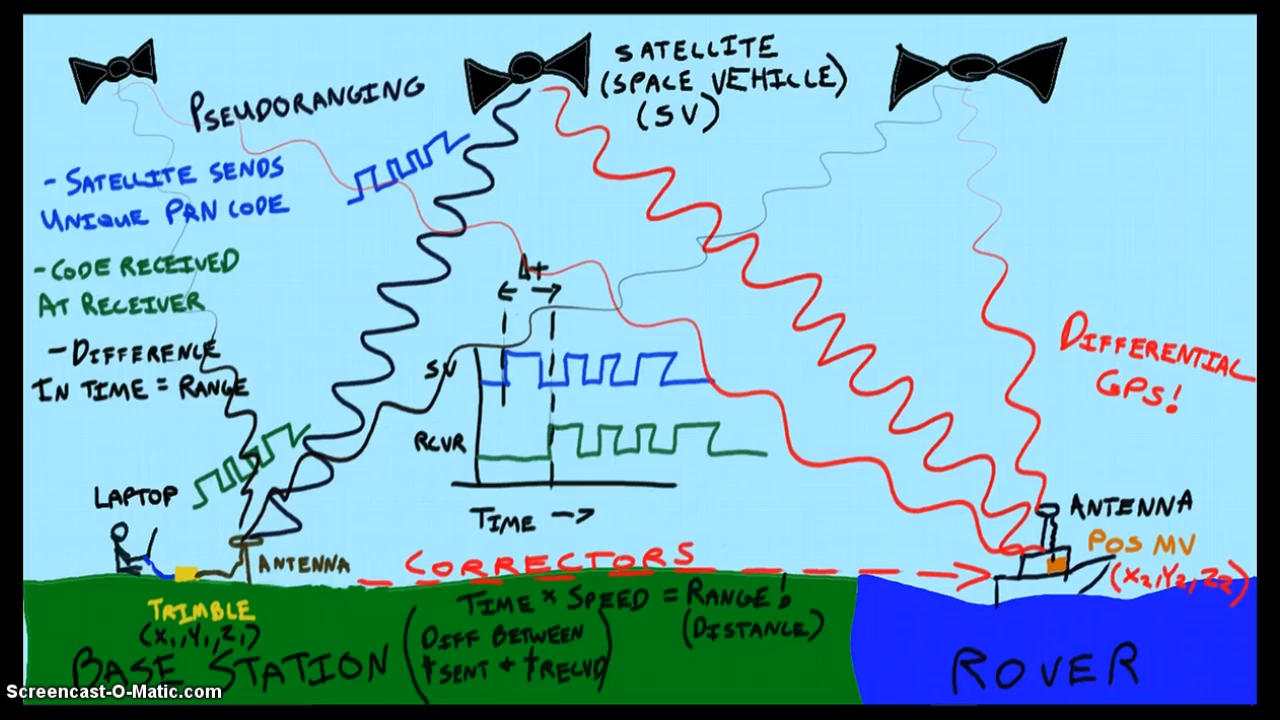 SATELLITE
(SPACE VEHICLE)
(SV)
PSEUDORANGING
- SATELLITE SENDS
UNIQUE PRN CODE
- CODE RECEIVED
AT RECEIVER
- DIFFERENCE
IN TIME = RANGE
Δt
SV
RCVR
TIME →
DIFFERENTIAL
GPS!
LAPTOP
ANTENNA
TRIMBLE
(X1, Y1, Z1)
BASE STATION
CORRECTORS
TIME × SPEED = RANGE!
(DISTANCE)
(DIFF BETWEEN
tSENT + tRECVD)
ANTENNA
POS MV
(X2, Y2, Z2)
ROVER
Screencast-O-Matic.com